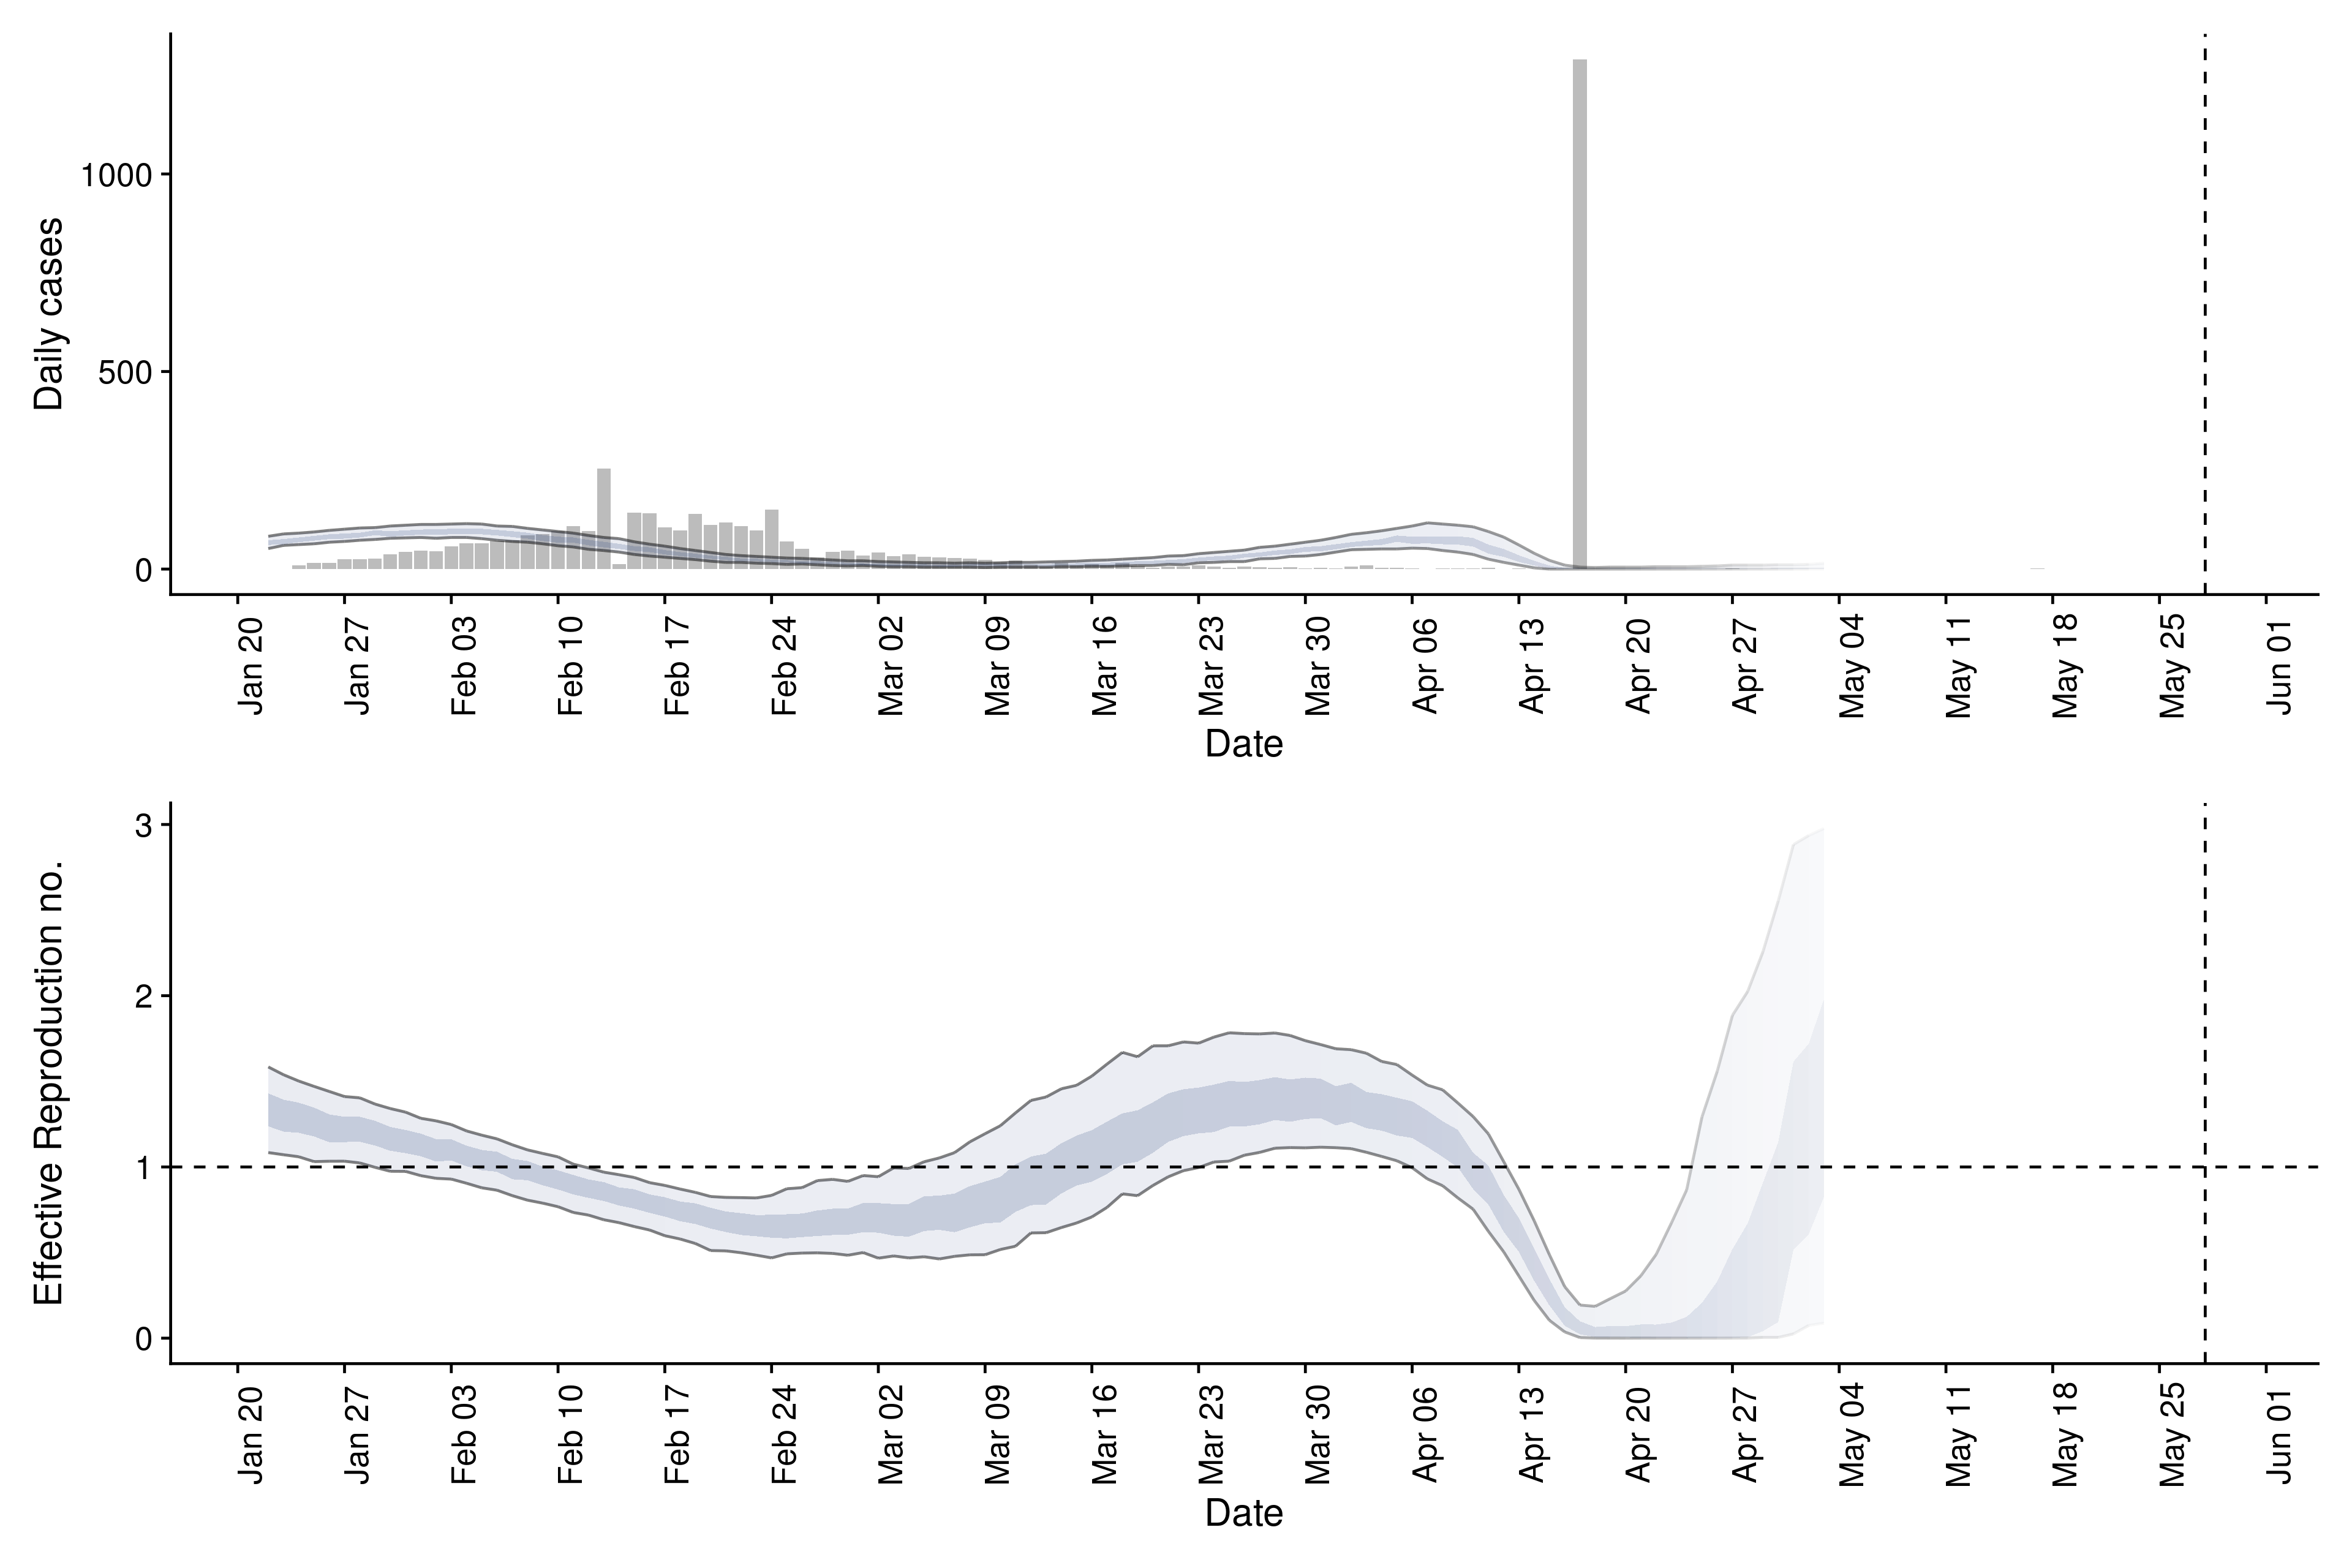 Daily cases
1000
500
0
Jan 20
Jan 27
Feb 03
Feb 10
Feb 17
Feb 24
Mar 02
Mar 09
Mar 16
Mar 23
Mar 30
Apr 06
Apr 13
Apr 20
Apr 27
May 04
May 11
May 18
May 25
Jun 01
Date
Effective Reproduction no.
3
2
1
0
Jan 20
Jan 27
Feb 03
Feb 10
Feb 17
Feb 24
Mar 02
Mar 09
Mar 16
Mar 23
Mar 30
Apr 06
Apr 13
Apr 20
Apr 27
May 04
May 11
May 18
May 25
Jun 01
Date